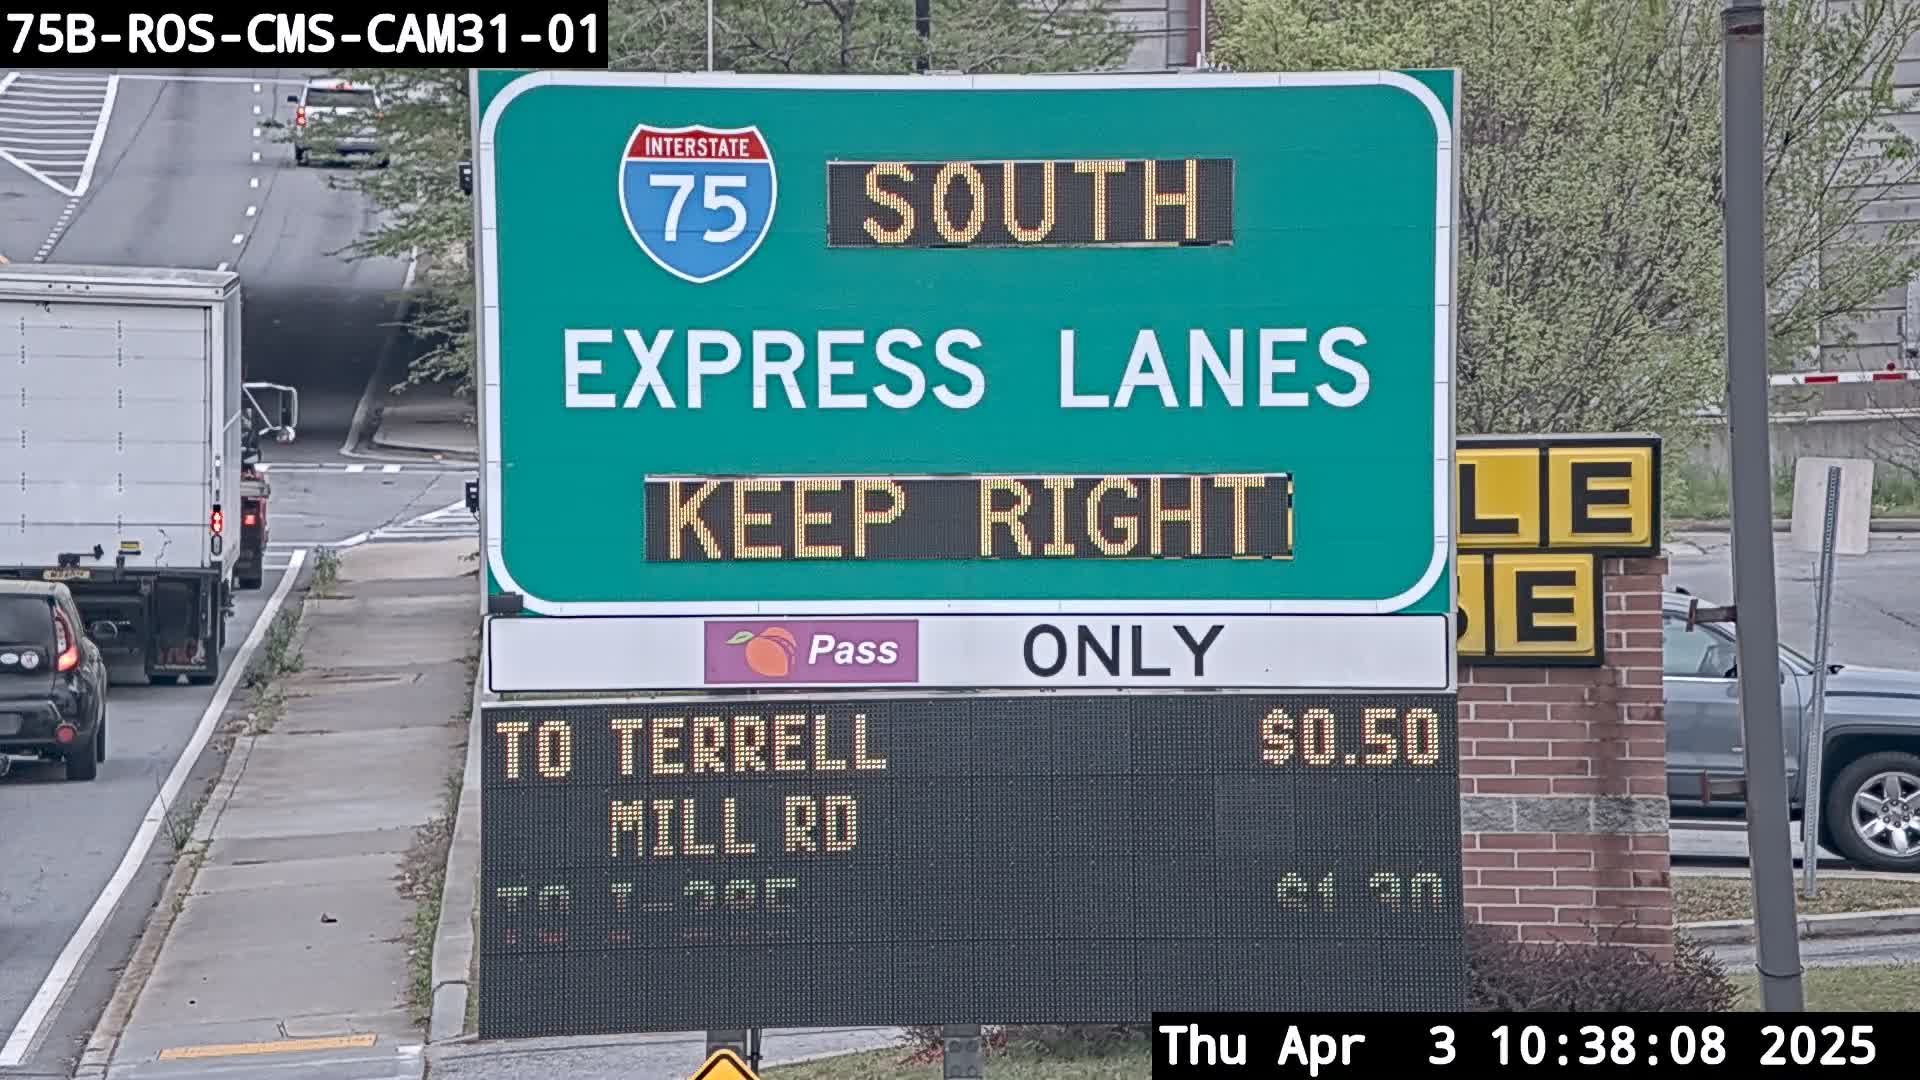 75B-ROS-CMS-CAM31-01
INTERSTATE
75
SOUTH
EXPRESS LANES
KEEP RIGHT
LE
E
Pass ONLY
TO TERRELL $0.50
MILL RD
Thu Apr 3 10:38:08 2025